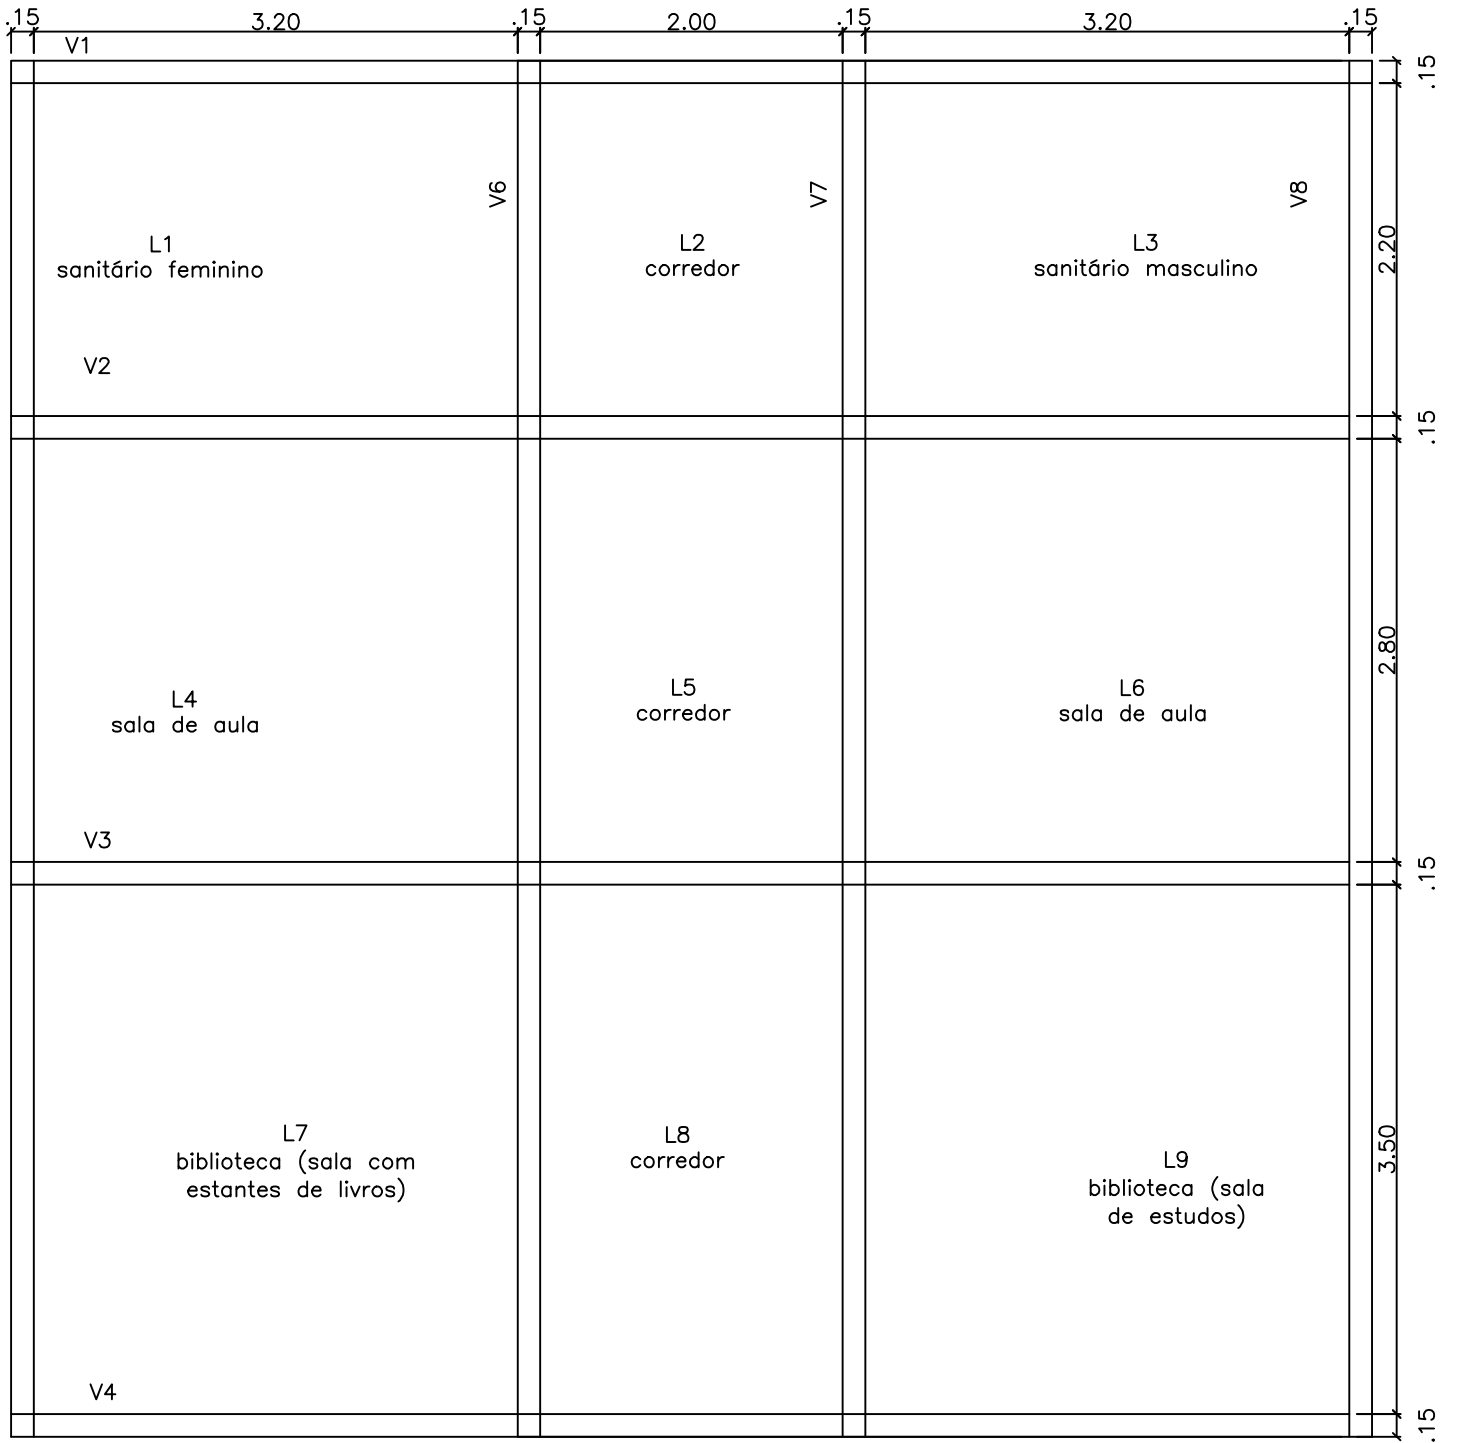 .15
3.20
.15
2.00
.15
3.20
.15
V1
.15
V6
V7
V8
L1
sanitário feminino
L2
corredor
L3
sanitário masculino
2.20
V2
.15
L4
sala de aula
L5
corredor
L6
sala de aula
2.80
V3
.15
L7
biblioteca (sala com
estantes de livros)
L8
corredor
L9
biblioteca (sala
de estudos)
3.50
V4
.15